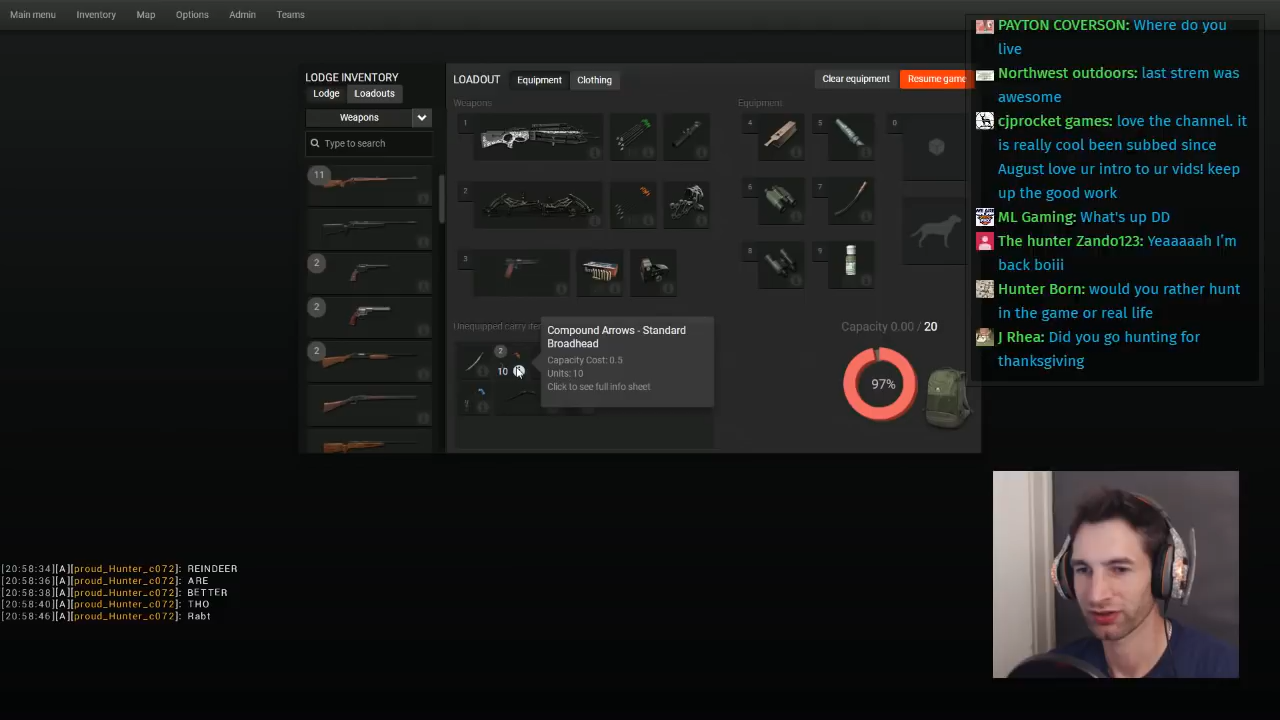 Main menu
Inventory
Map
Options
Admin
Teams
LODGE INVENTORY
Lodge
Loadouts
Weapons
Type to search
11
2
2
2
LOADOUT
Equipment
Clothing
Clear equipment
Resume game
Weapons
Equipment
1
2
3
4
5
0
6
7
8
9
Unequipped carry
2
10
Compound Arrows - Standard
Broadhead
Capacity Cost: 0.5
Units: 10
Click to see full info sheet
Capacity 0.00 / 20
97%
PAYTON COVERSON: Where do you
live
Northwest outdoors: last strem was
awesome
cjprocket games: love the channel. it
is really cool been subbed since
August love ur intro to ur vids! keep
up the good work
ML Gaming: What's up DD
The hunter Zando123: Yeaaaaah I'm
back boiii
Hunter Born: would you rather hunt
in the game or real life
J Rhea: Did you go hunting for
thanksgiving
[20:58:34][A][proud_Hunter_c072]: REINDEER
[20:58:36][A][proud_Hunter_c072]: ARE
[20:58:38][A][proud_Hunter_c072]: BETTER
[20:58:40][A][proud_Hunter_c072]: THO
[20:58:46][A][proud_Hunter_c072]: Rabt